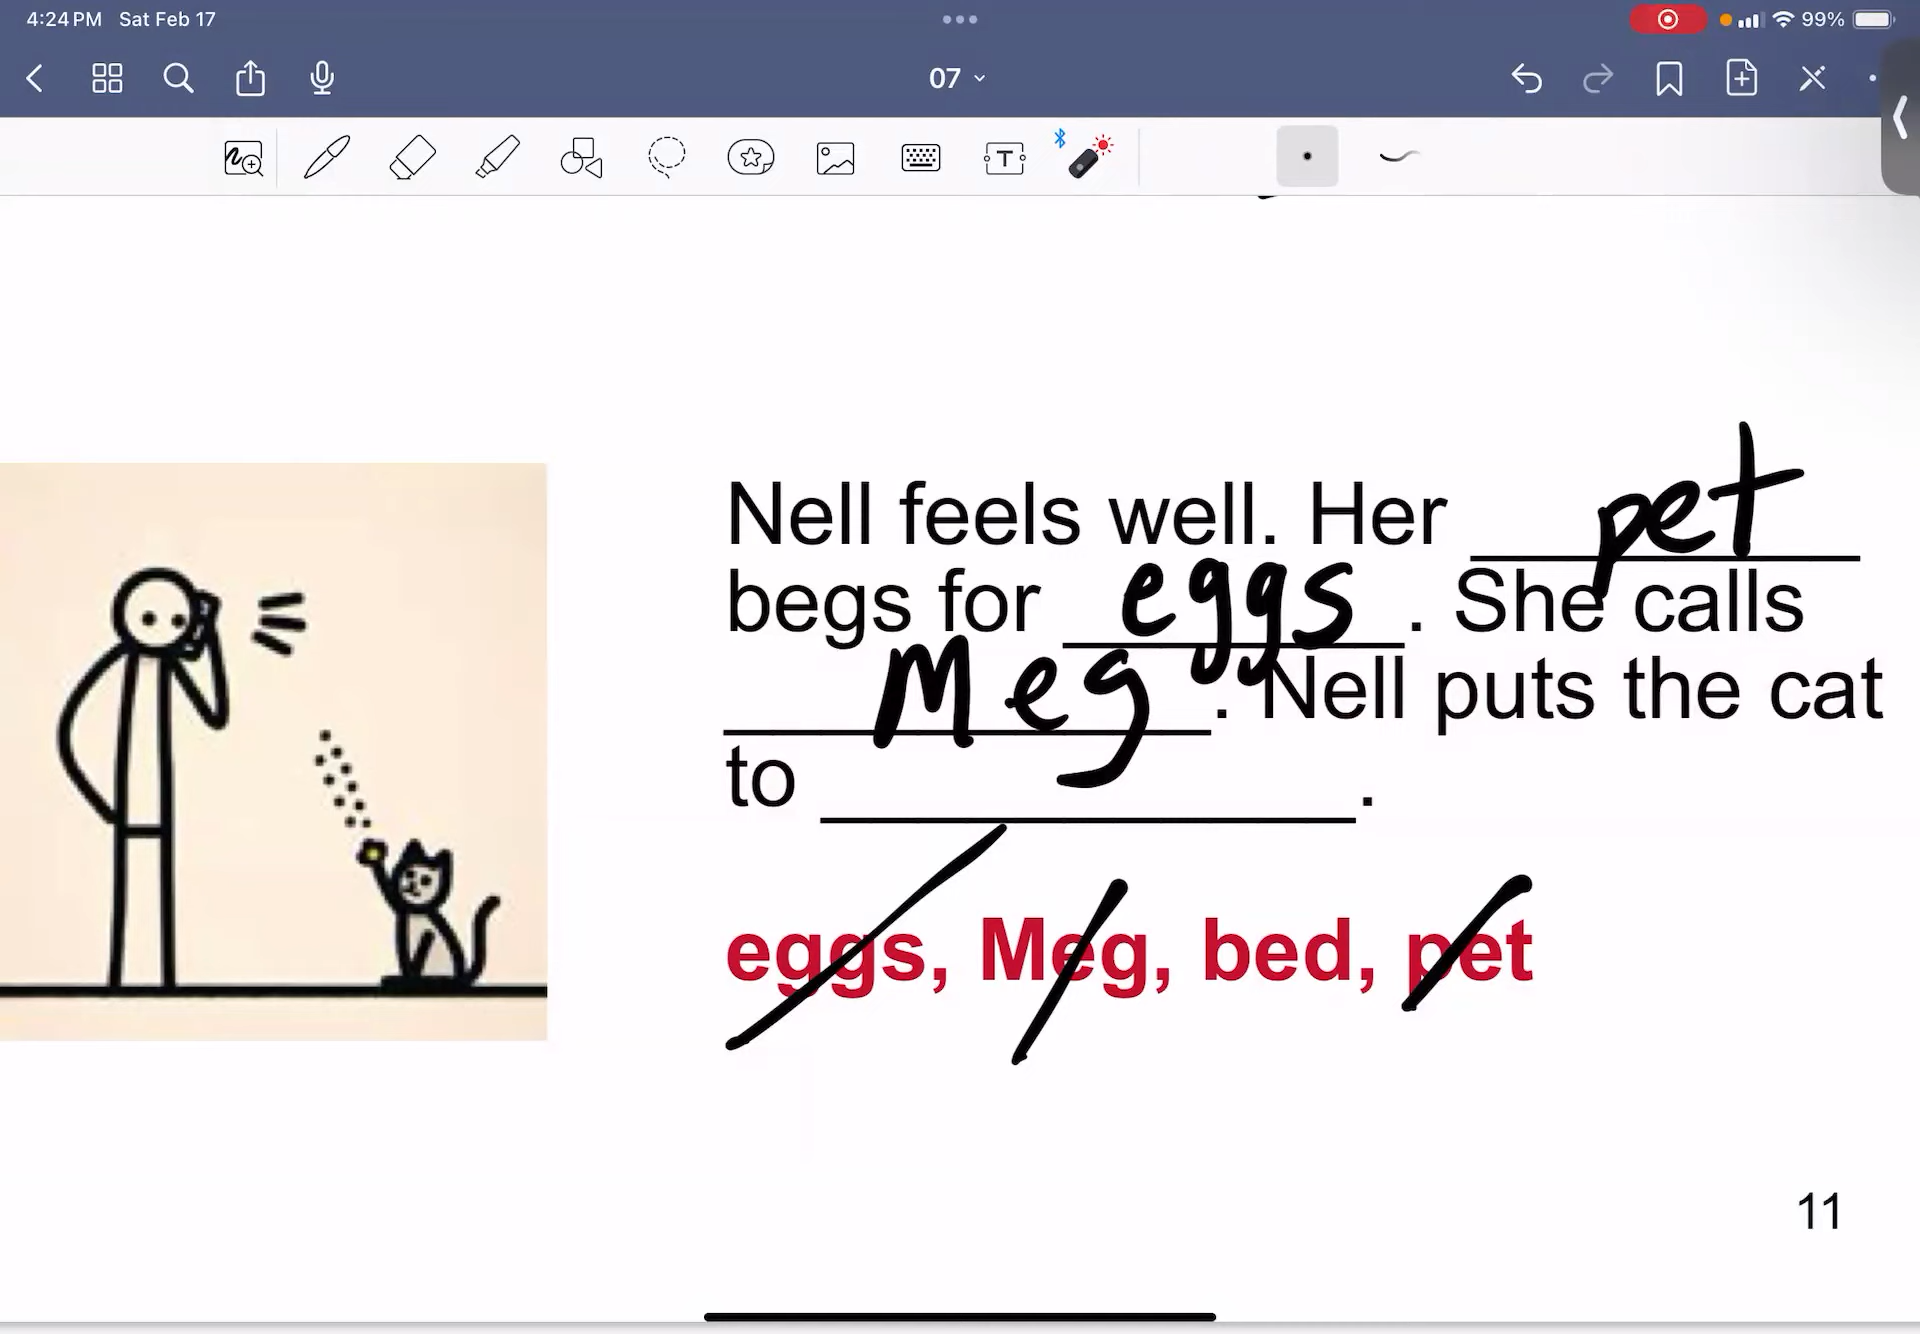 4:24 PM Sat Feb 17
99%
07
T
Nell feels well. Her pet
begs for eggs. She calls
Meg. Nell puts the cat
to ____.
eggs, Meg, bed, pet
11